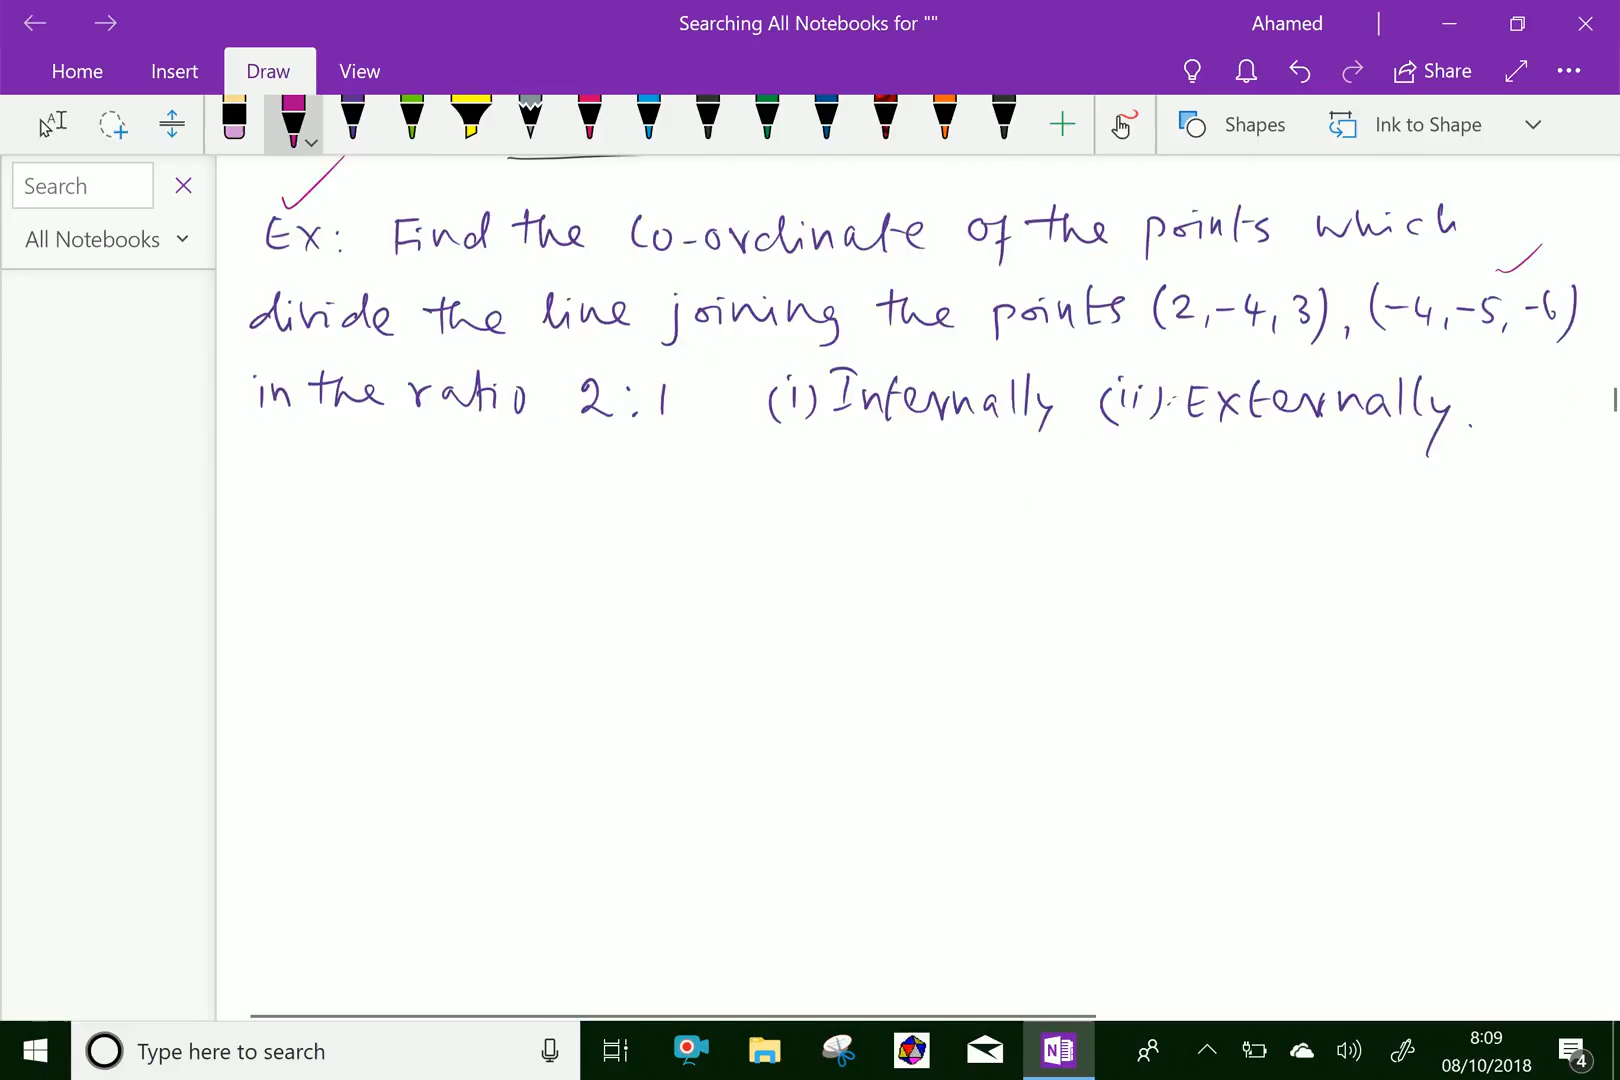 Searching All Notebooks for ""
Ahamed
Home Insert Draw View
Share
Shapes
Ink to Shape
Search
All Notebooks
Ex: Find the Co-ordinate of the points which
divide the line joining the points (2,-4,3), (-4,-5,-6)
in the ratio 2:1 (i) Internally (ii) Externally.
Type here to search
8:09
08/10/2018
4